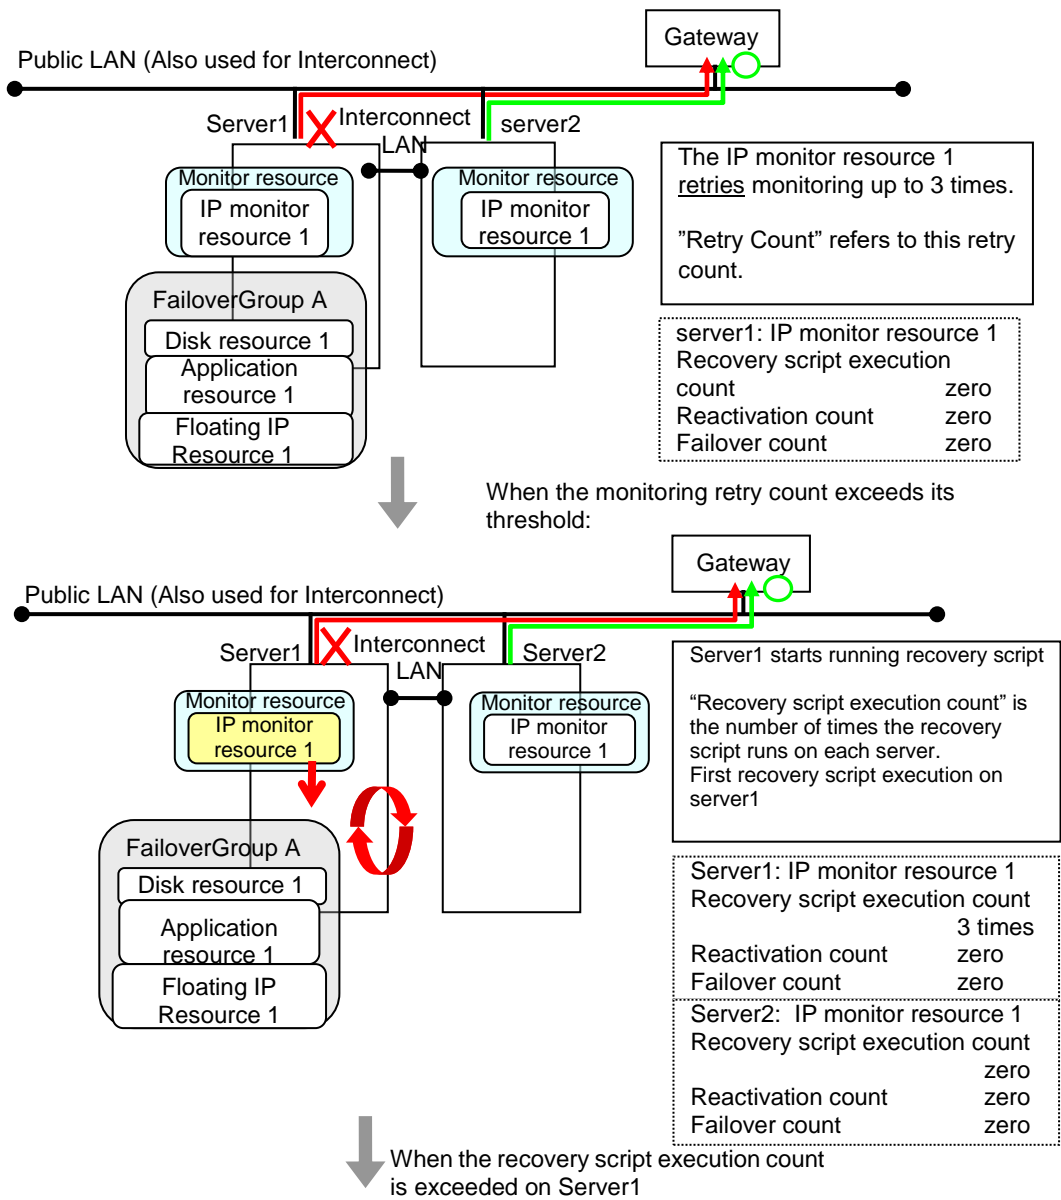 Gateway
Public LAN (Also used for Interconnect)
Server1
Interconnect
LAN
server2
Monitor resource
IP monitor
resource 1
Monitor resource
IP monitor
resource 1
The IP monitor resource 1
retries monitoring up to 3 times.
”Retry Count” refers to this retry
count.
FailoverGroup A
Disk resource 1
Application
resource 1
Floating IP
Resource 1
server1: IP monitor resource 1
Recovery script execution
count zero
Reactivation count zero
Failover count zero
When the monitoring retry count exceeds its
threshold:
Gateway
Public LAN (Also used for Interconnect)
Server1
Interconnect
LAN
Server2
Monitor resource
IP monitor
resource 1
Monitor resource
IP monitor
resource 1
Server1 starts running recovery script
“Recovery script execution count” is
the number of times the recovery
script runs on each server.
First recovery script execution on
server1
FailoverGroup A
Disk resource 1
Application
resource 1
Floating IP
Resource 1
Server1: IP monitor resource 1
Recovery script execution count
3 times
Reactivation count zero
Failover count zero
Server2: IP monitor resource 1
Recovery script execution count
zero
Reactivation count zero
Failover count zero
When the recovery script execution count
is exceeded on Server1